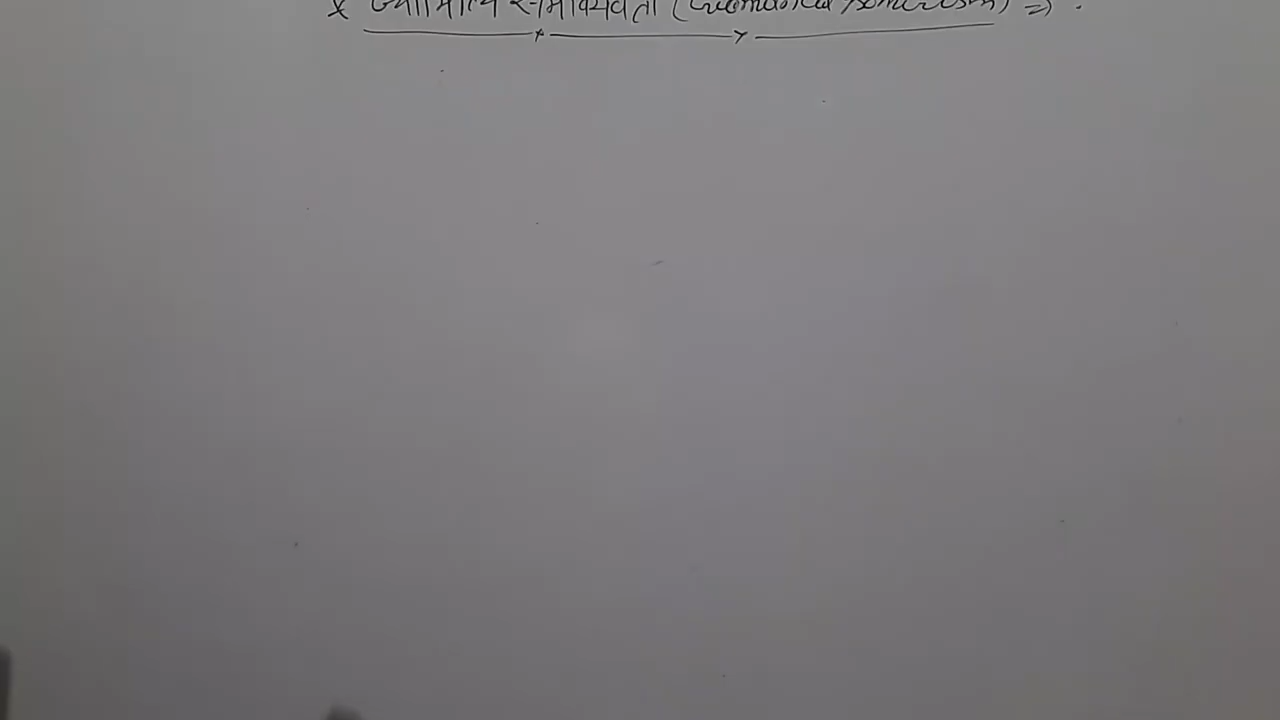 × ज्यामितीय समावयवता (Geometrical Isomerism) ⇒